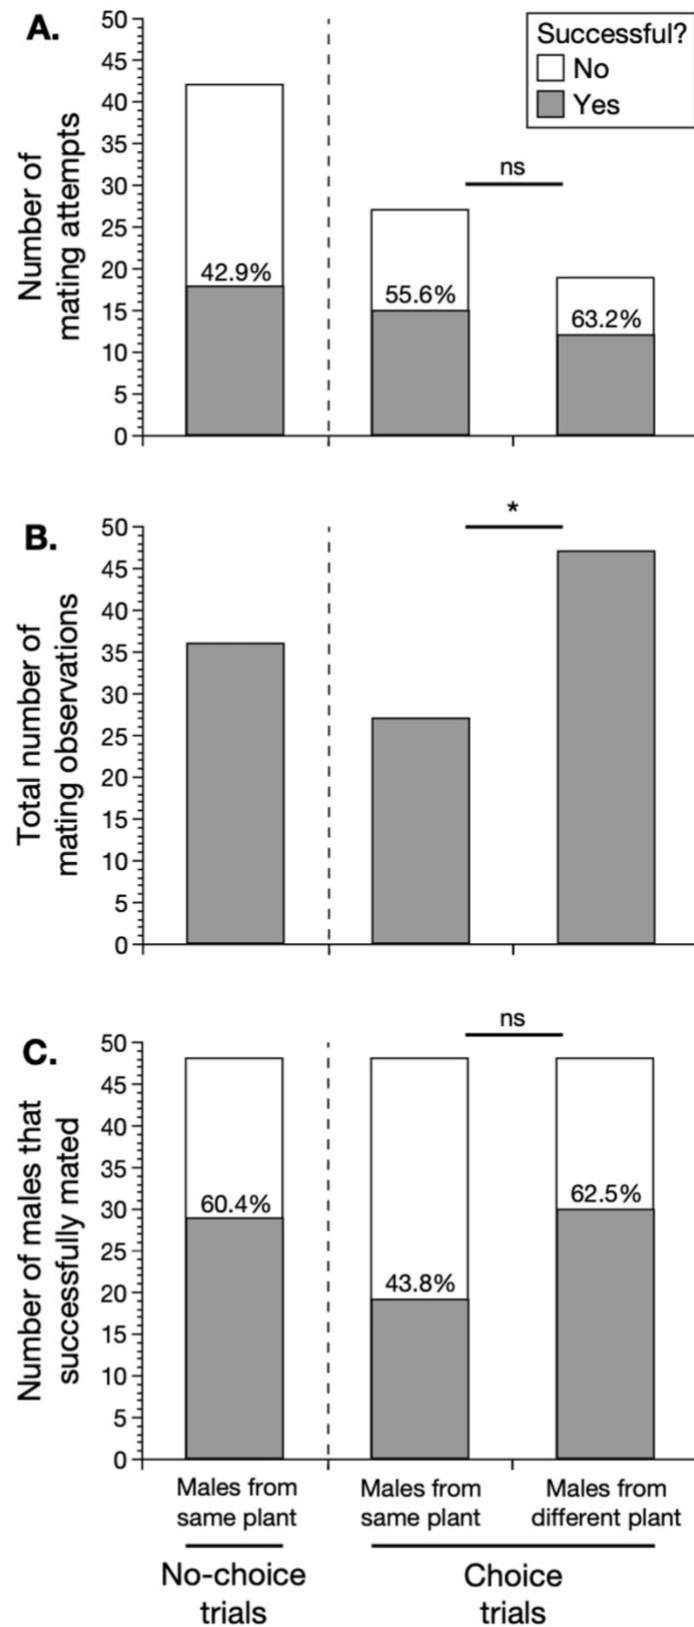 A.
Number of
mating attempts
50
45
40
35
30
25
20
15
10
5
0
Successful?
No
Yes
ns
42.9%
55.6%
63.2%
B.
Total number of
mating observations
50
45
40
35
30
25
20
15
10
5
0
*
C.
Number of males that
successfully mated
50
45
40
35
30
25
20
15
10
5
0
ns
60.4%
43.8%
62.5%
Males from
same plant
Males from
same plant
Males from
different plant
No-choice
trials
Choice
trials